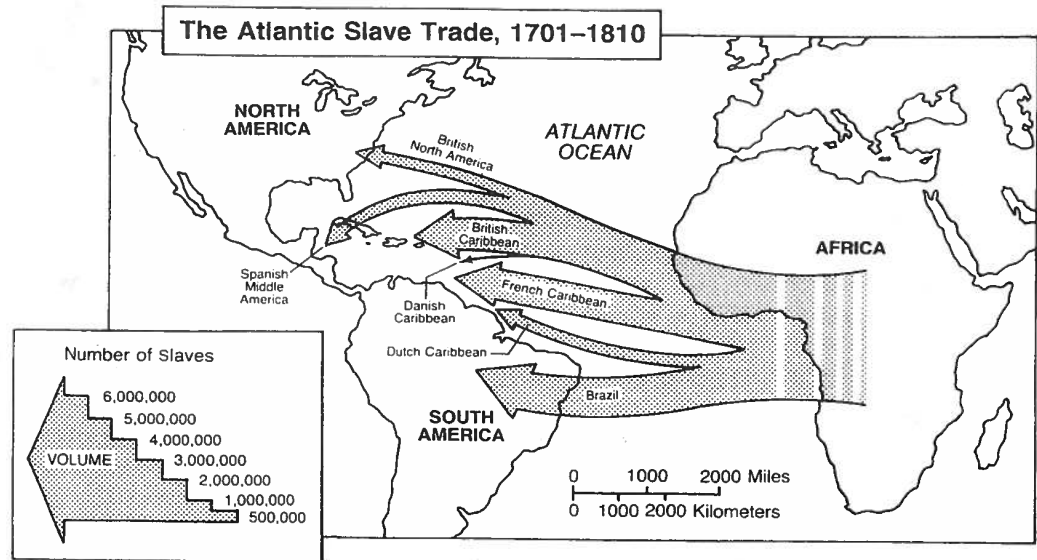 The Atlantic Slave Trade, 1701–1810
NORTH
AMERICA
ATLANTIC
OCEAN
British
North America
British
Caribbean
AFRICA
Spanish
Middle
America
Danish
Caribbean
French Caribbean
Dutch Caribbean
Brazil
SOUTH
AMERICA
Number of Slaves
6,000,000
5,000,000
4,000,000
VOLUME
3,000,000
2,000,000
1,000,000
500,000
0 1000 2000 Miles
0 1000 2000 Kilometers